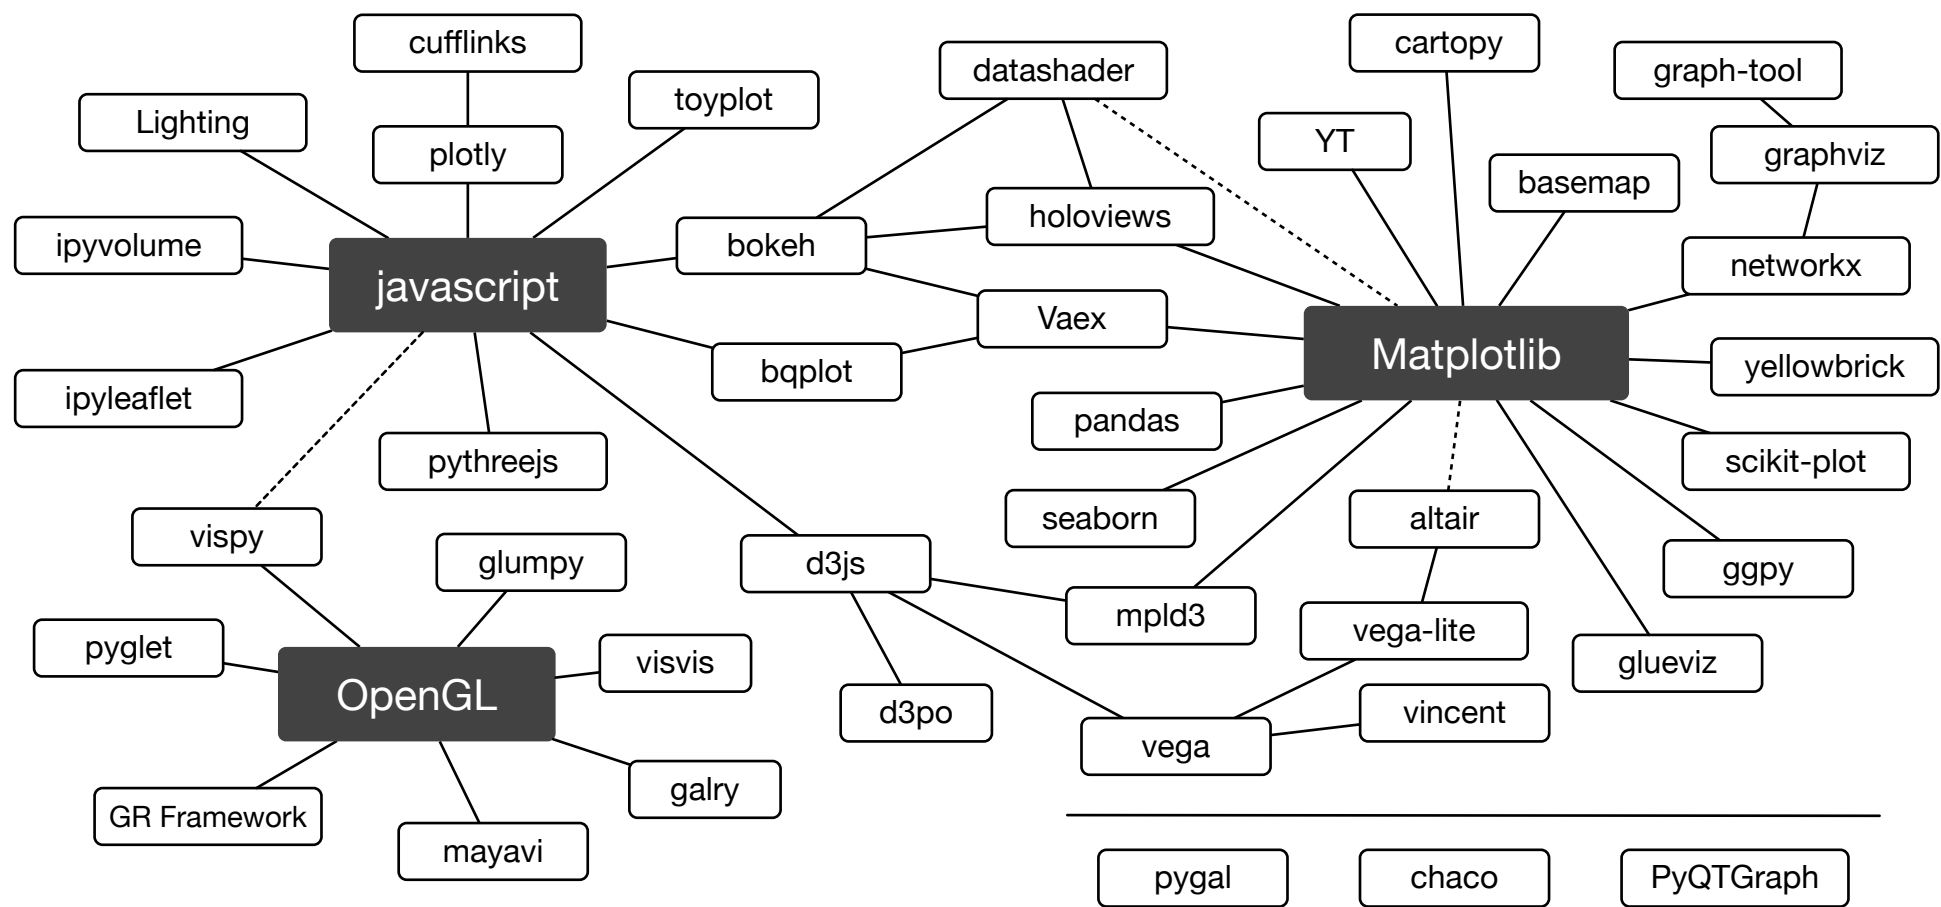 cufflinks
datashader
cartopy
graph-tool
Lighting
toyplot
plotly
YT
graphviz
basemap
ipyvolume
bokeh
holoviews
networkx
javascript
Vaex
Matplotlib
yellowbrick
ipyleaflet
bqplot
pandas
pythreejs
scikit-plot
vispy
seaborn
altair
glumpy
d3js
ggpy
mpld3
vega-lite
pyglet
visvis
glueviz
OpenGL
d3po
vincent
vega
galry
GR Framework
mayavi
pygal
chaco
PyQTGraph